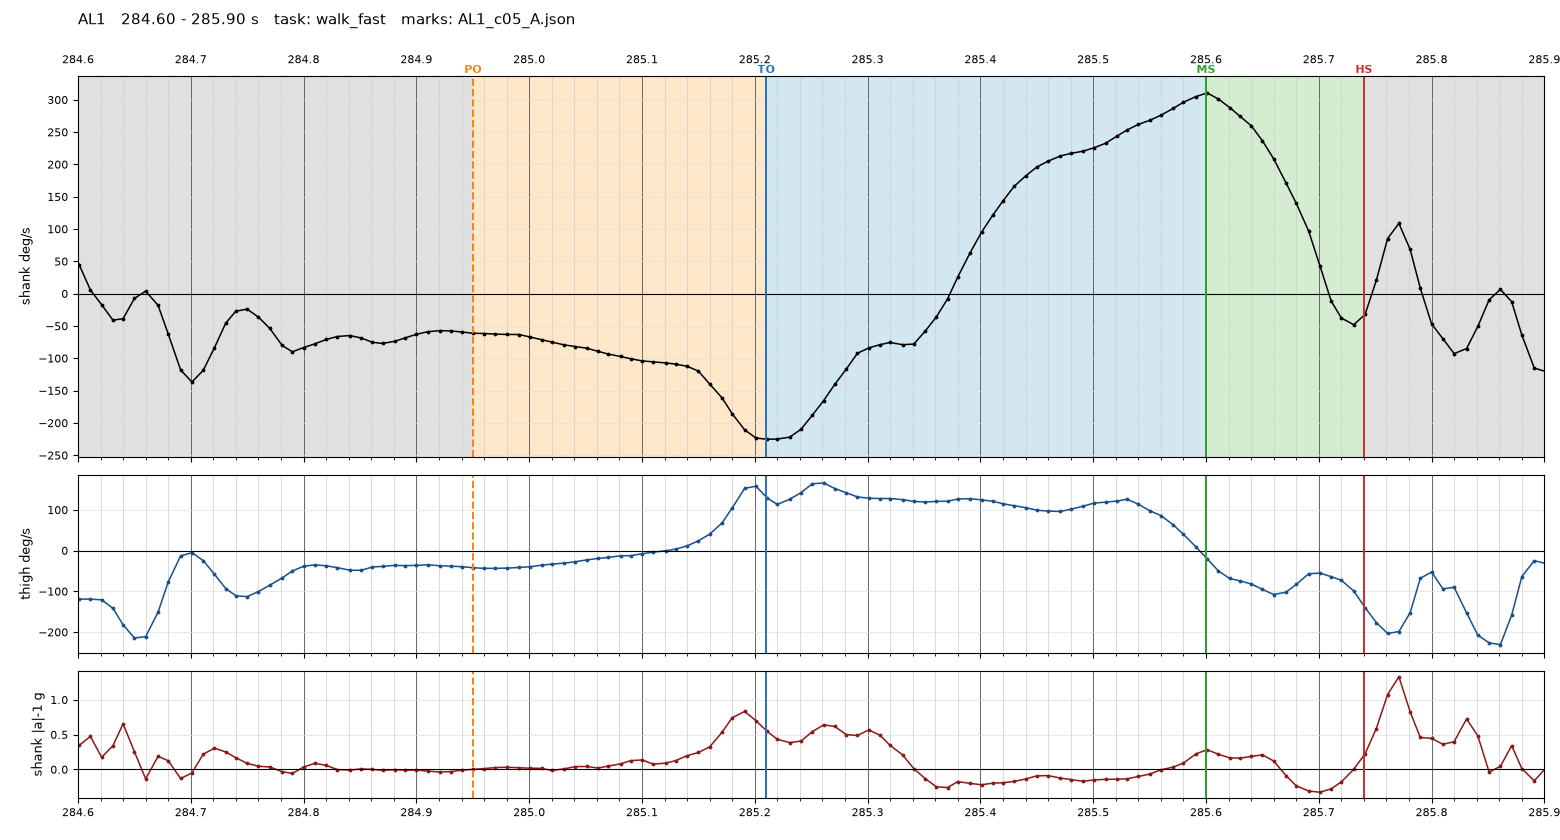 AL1   284.60 - 285.90 s   task: walk_fast   marks: AL1_c05_A.json
284.6 284.7 284.8 284.9 285.0 285.1 285.2 285.3 285.4 285.5 285.6 285.7 285.8 285.9
PO TO MS HS
shank deg/s
300
250
200
150
100
50
0
−50
−100
−150
−200
−250
thigh deg/s
100
0
−100
−200
shank |a|-1 g
1.0
0.5
0.0
284.6 284.7 284.8 284.9 285.0 285.1 285.2 285.3 285.4 285.5 285.6 285.7 285.8 285.9